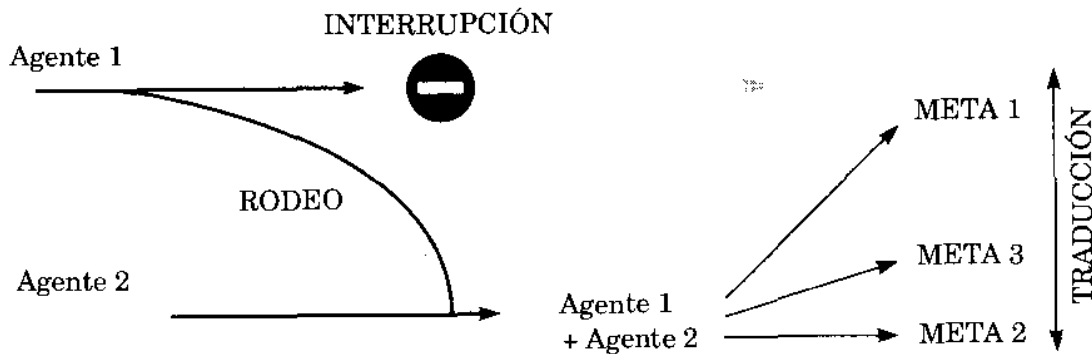 INTERRUPCIÓN
Agente 1
RODEO
Agente 2
Agente 1
+ Agente 2
META 1
META 3
META 2
TRADUCCIÓN